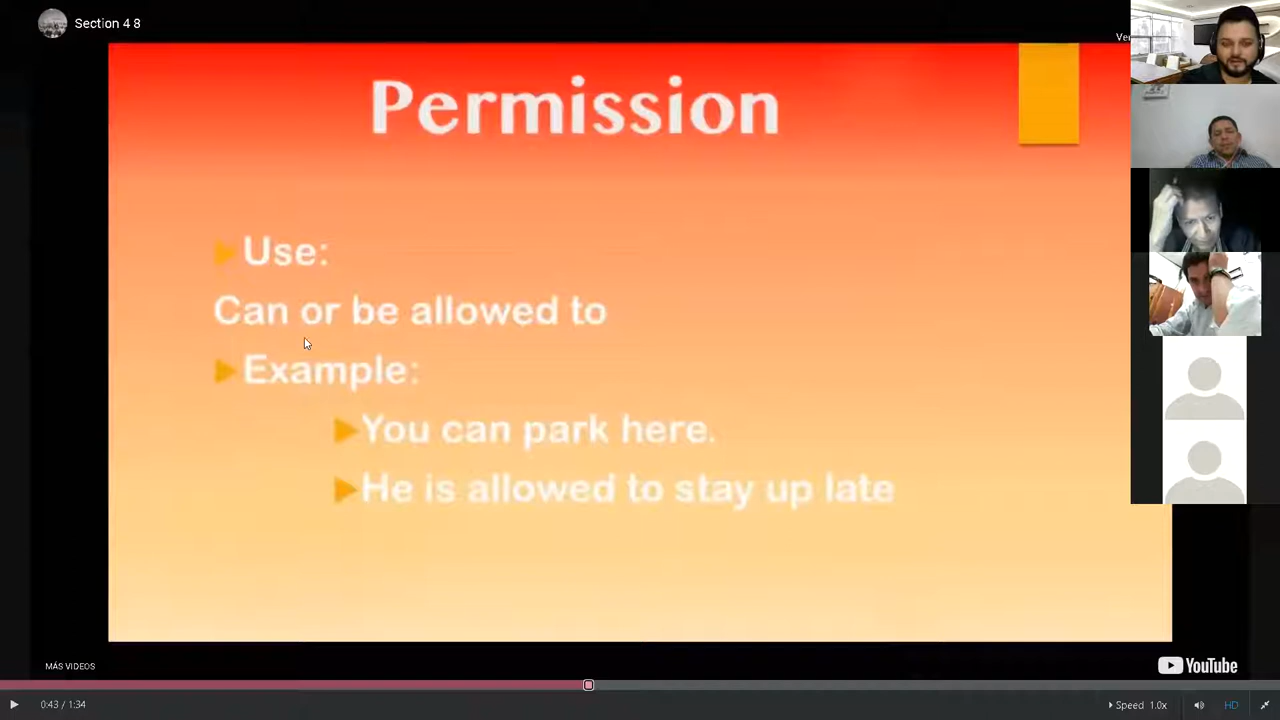 Section 4 8
Ver
Permission
Use:
Can or be allowed to
Example:
You can park here.
He is allowed to stay up late
MÁS VIDEOS
YouTube
0:43 / 1:34
Speed 1.0x
HD